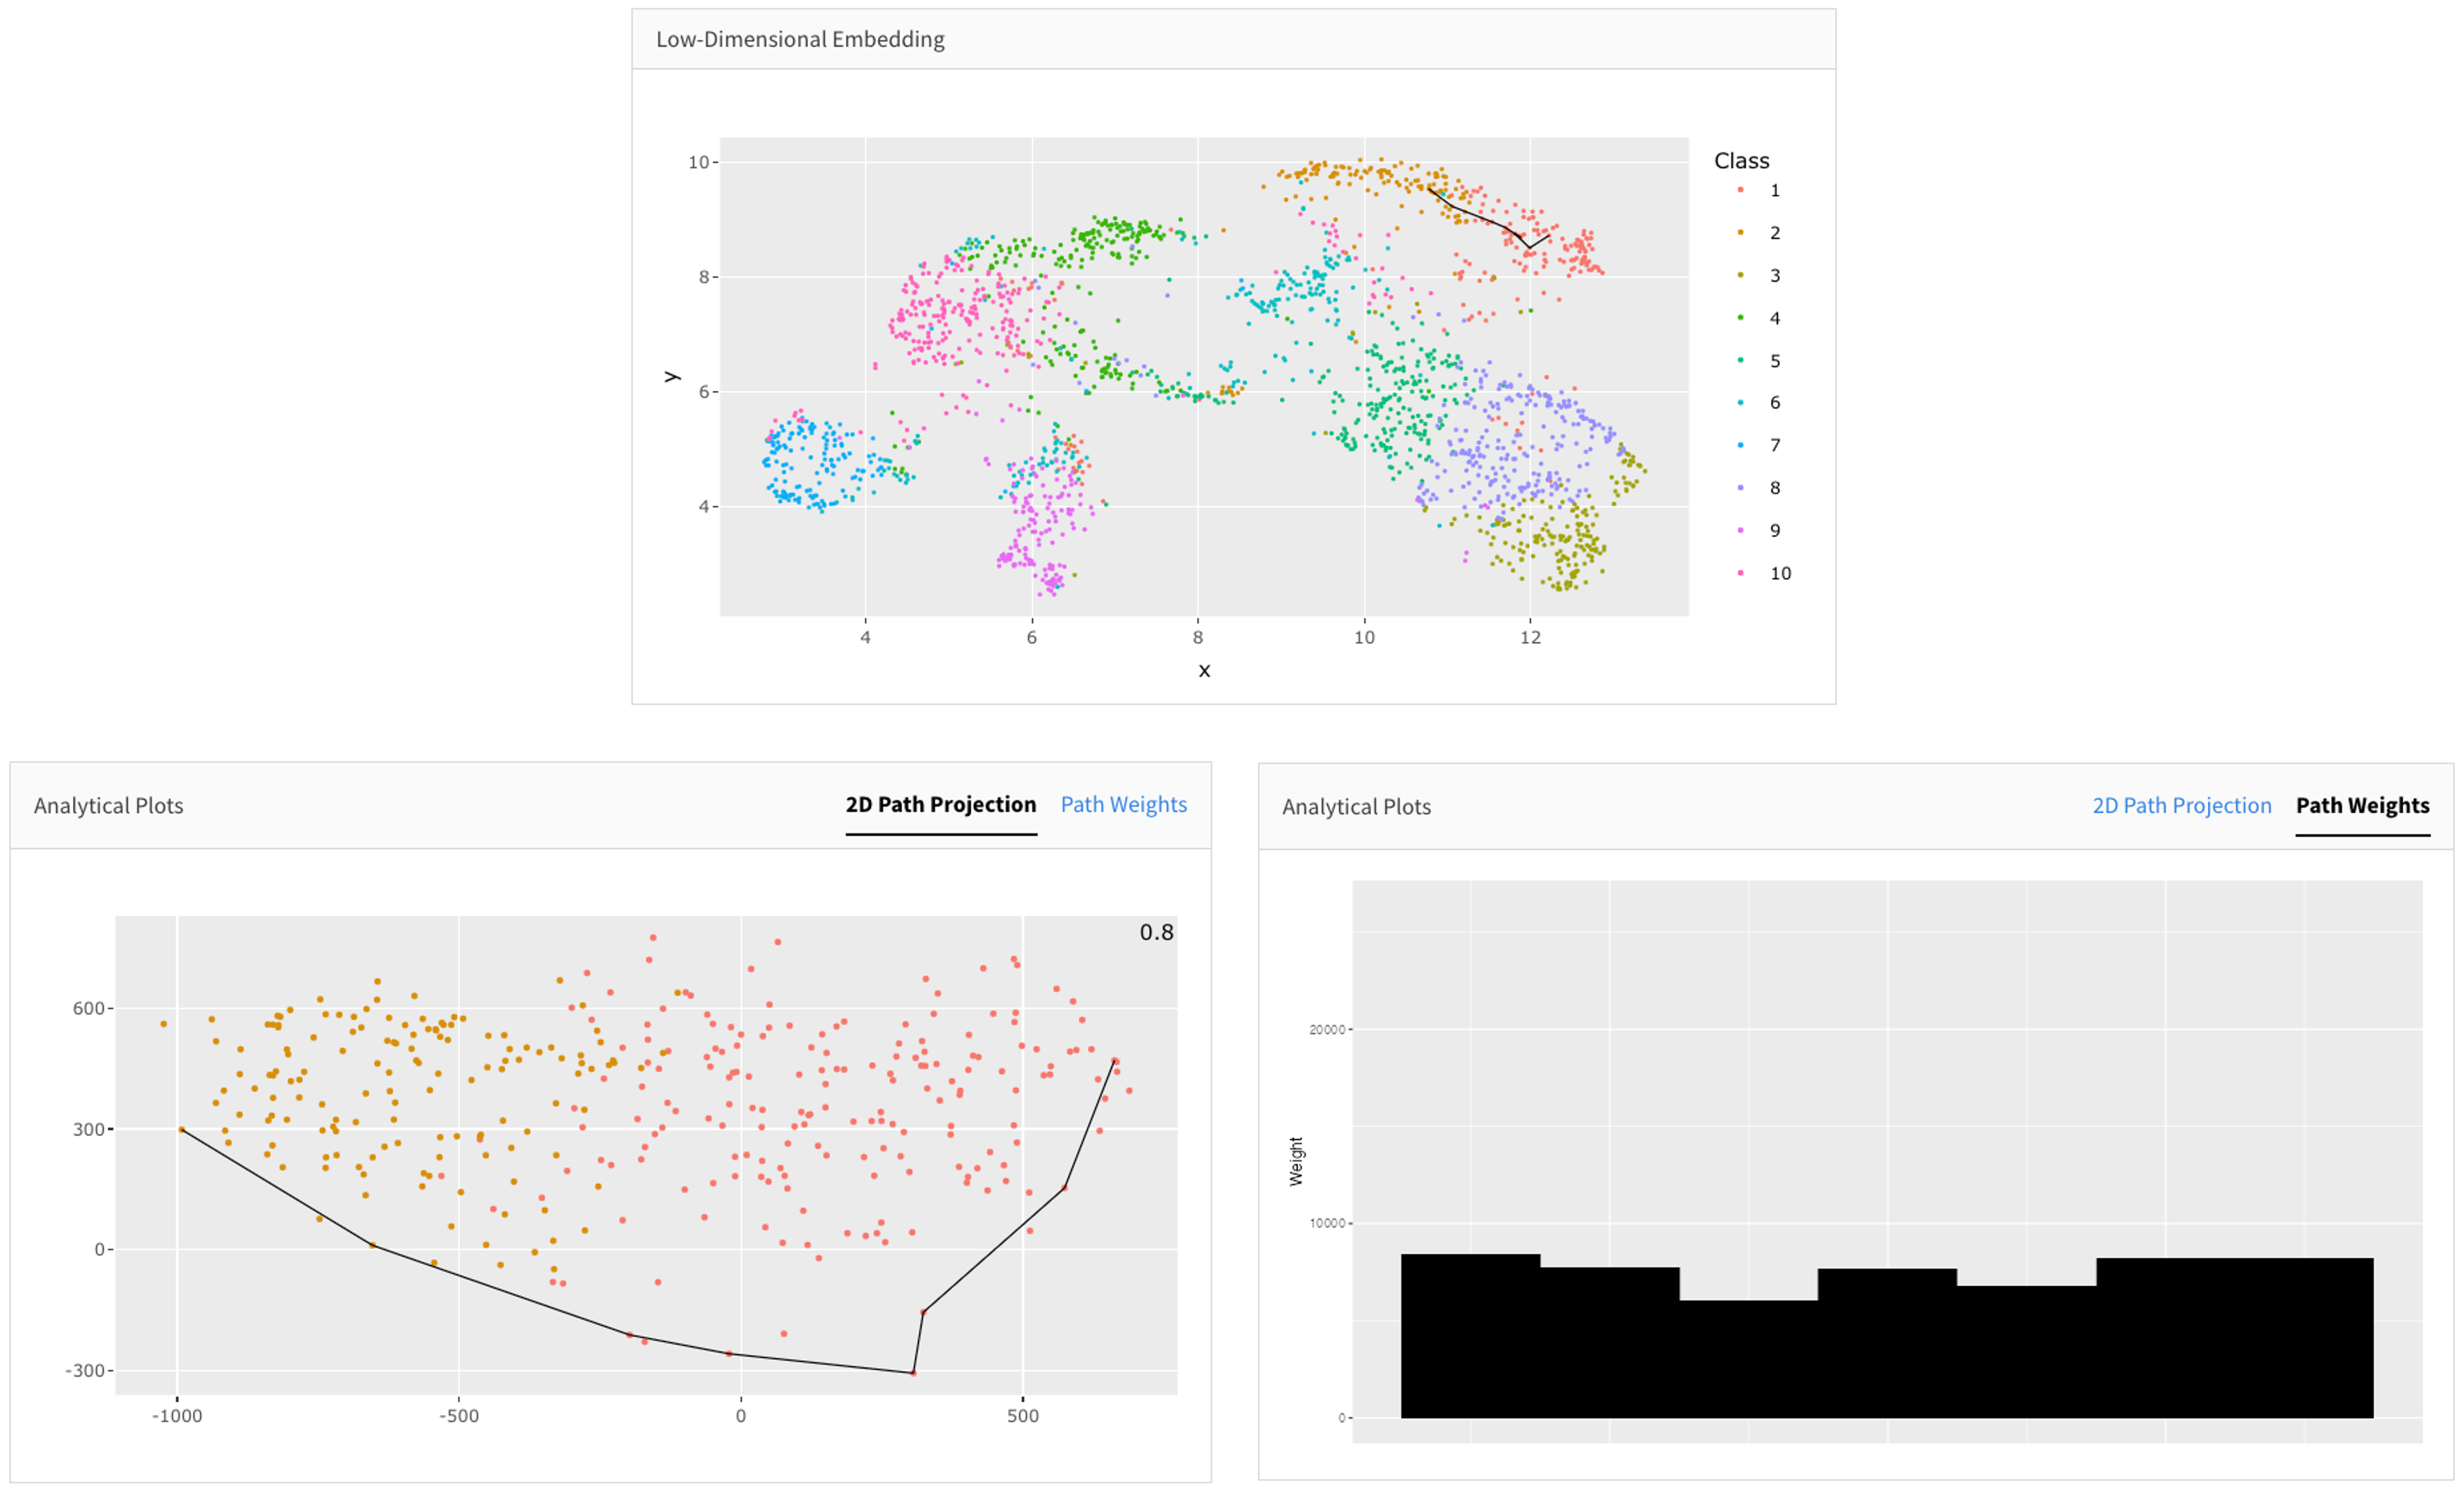 Low-Dimensional Embedding
10
8
6
4
y
4 6 8 10 12
x
Class
1
2
3
4
5
6
7
8
9
10
Analytical Plots 2D Path Projection Path Weights
0.8
600
300
0
-300
-1000 -500 0 500
Analytical Plots 2D Path Projection Path Weights
20000
10000
0
Weight